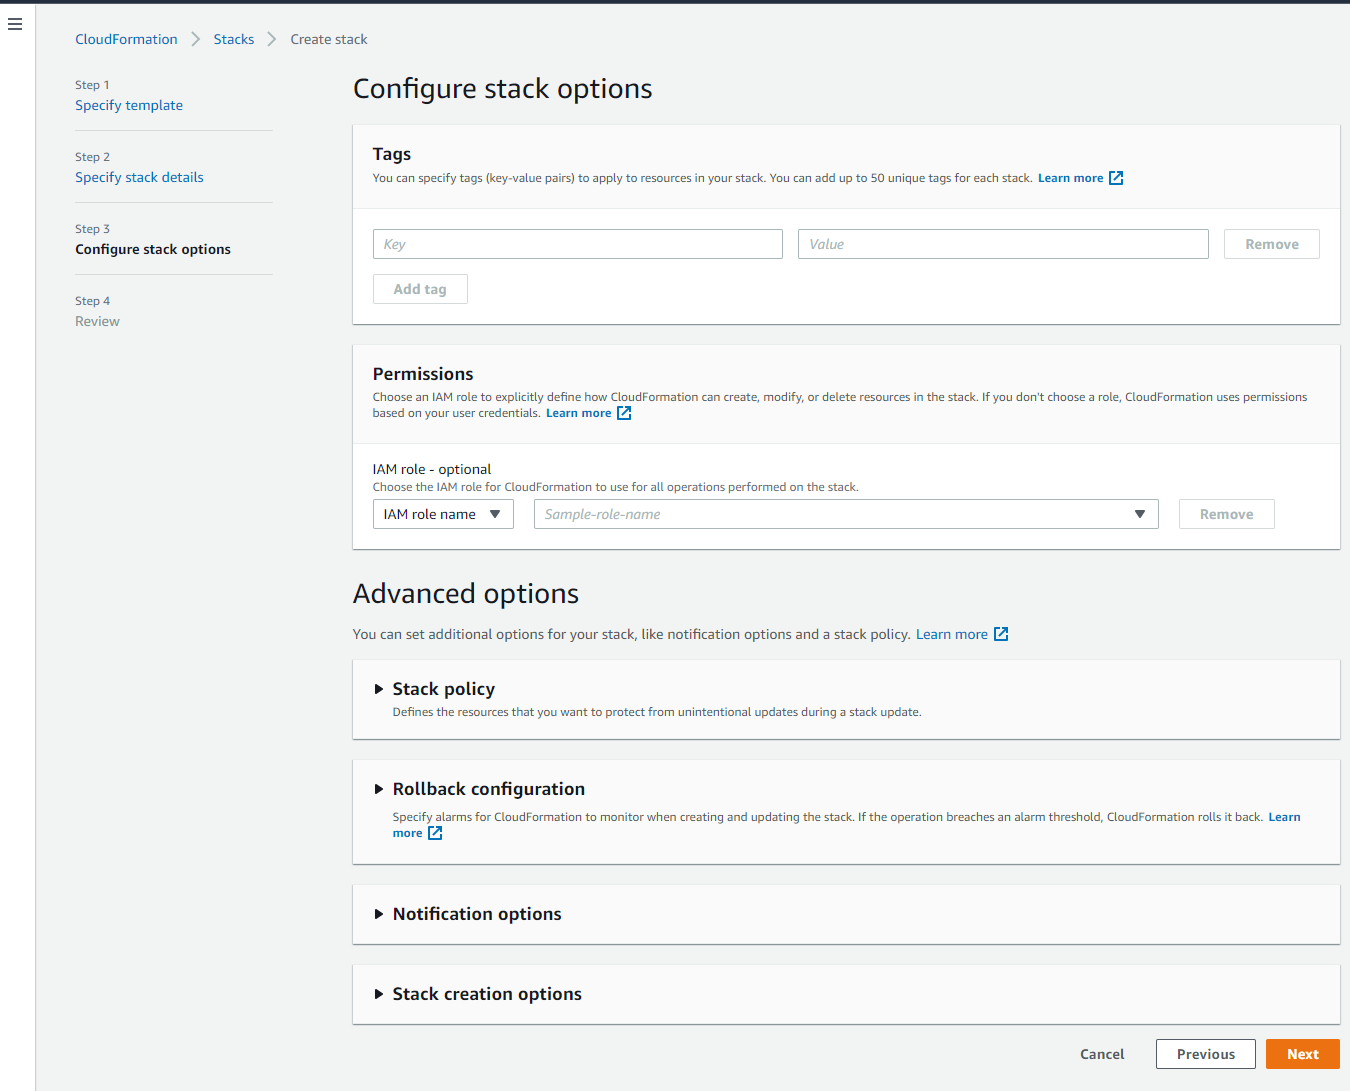 CloudFormation > Stacks > Create stack
Step 1
Specify template
Step 2
Specify stack details
Step 3
Configure stack options
Step 4
Review
Configure stack options
Tags
You can specify tags (key-value pairs) to apply to resources in your stack. You can add up to 50 unique tags for each stack. Learn more
Key Value Remove
Add tag
Permissions
Choose an IAM role to explicitly define how CloudFormation can create, modify, or delete resources in the stack. If you don't choose a role, CloudFormation uses permissions
based on your user credentials. Learn more
IAM role - optional
Choose the IAM role for CloudFormation to use for all operations performed on the stack.
IAM role name Sample-role-name Remove
Advanced options
You can set additional options for your stack, like notification options and a stack policy. Learn more
Stack policy
Defines the resources that you want to protect from unintentional updates during a stack update.
Rollback configuration
Specify alarms for CloudFormation to monitor when creating and updating the stack. If the operation breaches an alarm threshold, CloudFormation rolls it back. Learn
more
Notification options
Stack creation options
Cancel Previous Next